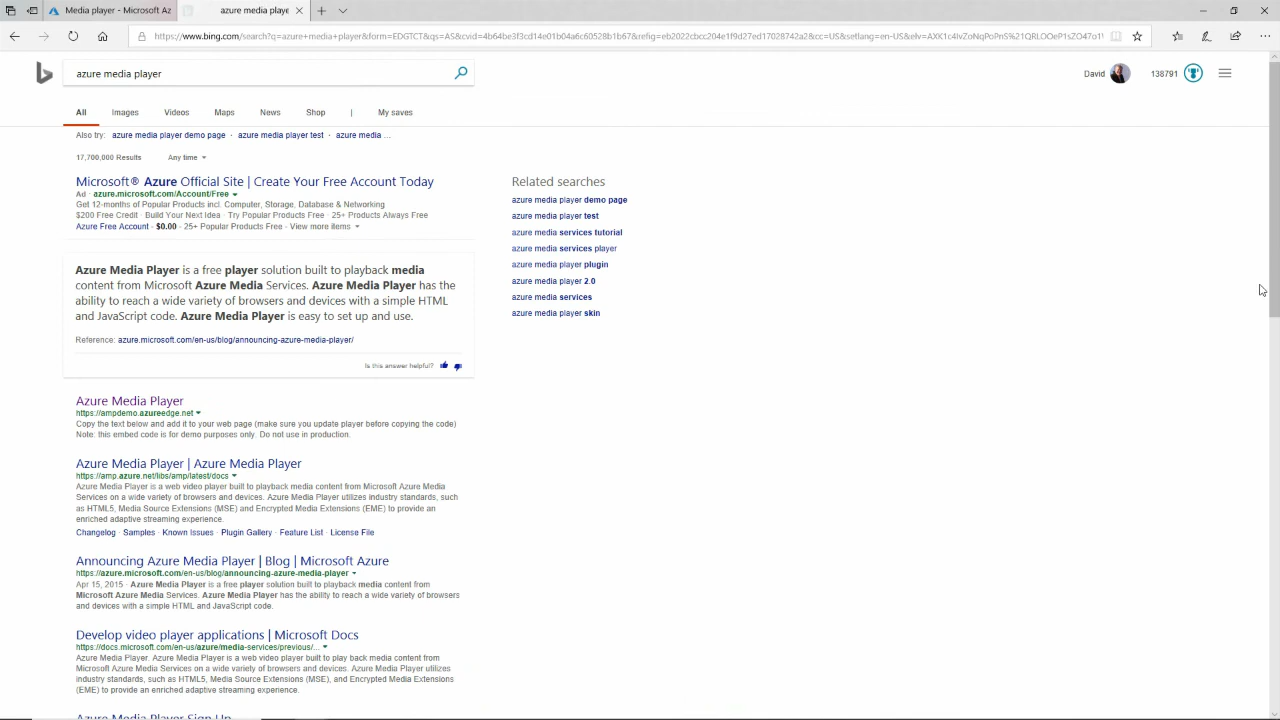 Media player - Microsoft Az
azure media player
https://www.bing.com/search?q=azure+media+player&form=EDGTCT&qs=AS&cvid=
azure media player
David
138791
All
Images
Videos
Maps
News
Shop
|
My saves
Also try: azure media player demo page · azure media player test · azure media ...
17,700,000 Results
Any time
Microsoft® Azure Official Site | Create Your Free Account Today
Ad · azure.microsoft.com/Account/Free
Get 12-months of Popular Products incl. Computer, Storage, Database & Networking
$200 Free Credit · Build Your Next Idea · Try Popular Products Free · 25+ Products Always Free
Azure Free Account · $0.00 · 25+ Popular Products Free · View more items
Azure Media Player is a free player solution built to playback media
content from Microsoft Azure Media Services. Azure Media Player has the
ability to reach a wide variety of browsers and devices with a simple HTML
and JavaScript code. Azure Media Player is easy to set up and use.
Reference: azure.microsoft.com/en-us/blog/announcing-azure-media-player/
Is this answer helpful?
Azure Media Player
https://ampdemo.azureedge.net
Copy the text below and add it to your web page (make sure you update player before copying the code)
Note: this embed code is for demo purposes only. Do not use in production.
Azure Media Player | Azure Media Player
https://amp.azure.net/libs/amp/latest/docs
Azure Media Player is a web video player built to playback media content from Microsoft Azure Media
Services on a wide variety of browsers and devices. Azure Media Player utilizes industry standards, such
as HTML5, Media Source Extensions (MSE) and Encrypted Media Extensions (EME) to provide an
enriched adaptive streaming experience.
Changelog · Samples · Known Issues · Plugin Gallery · Feature List · License File
Announcing Azure Media Player | Blog | Microsoft Azure
https://azure.microsoft.com/en-us/blog/announcing-azure-media-player
Apr 15, 2015 · Azure Media Player is a free player solution built to playback media content from
Microsoft Azure Media Services. Azure Media Player has the ability to reach a wide variety of browsers
and devices with a simple HTML and JavaScript code.
Develop video player applications | Microsoft Docs
https://docs.microsoft.com/en-us/azure/media-services/previous/...
Azure Media Player. Azure Media Player is a web video player built to play back media content from
Microsoft Azure Media Services on a wide variety of browsers and devices. Azure Media Player utilizes
industry standards, such as HTML5, Media Source Extensions (MSE), and Encrypted Media Extensions
(EME) to provide an enriched adaptive streaming experience.
Azure Media Player Sign Up
Related searches
azure media player demo page
azure media player test
azure media services tutorial
azure media services player
azure media player plugin
azure media player 2.0
azure media services
azure media player skin